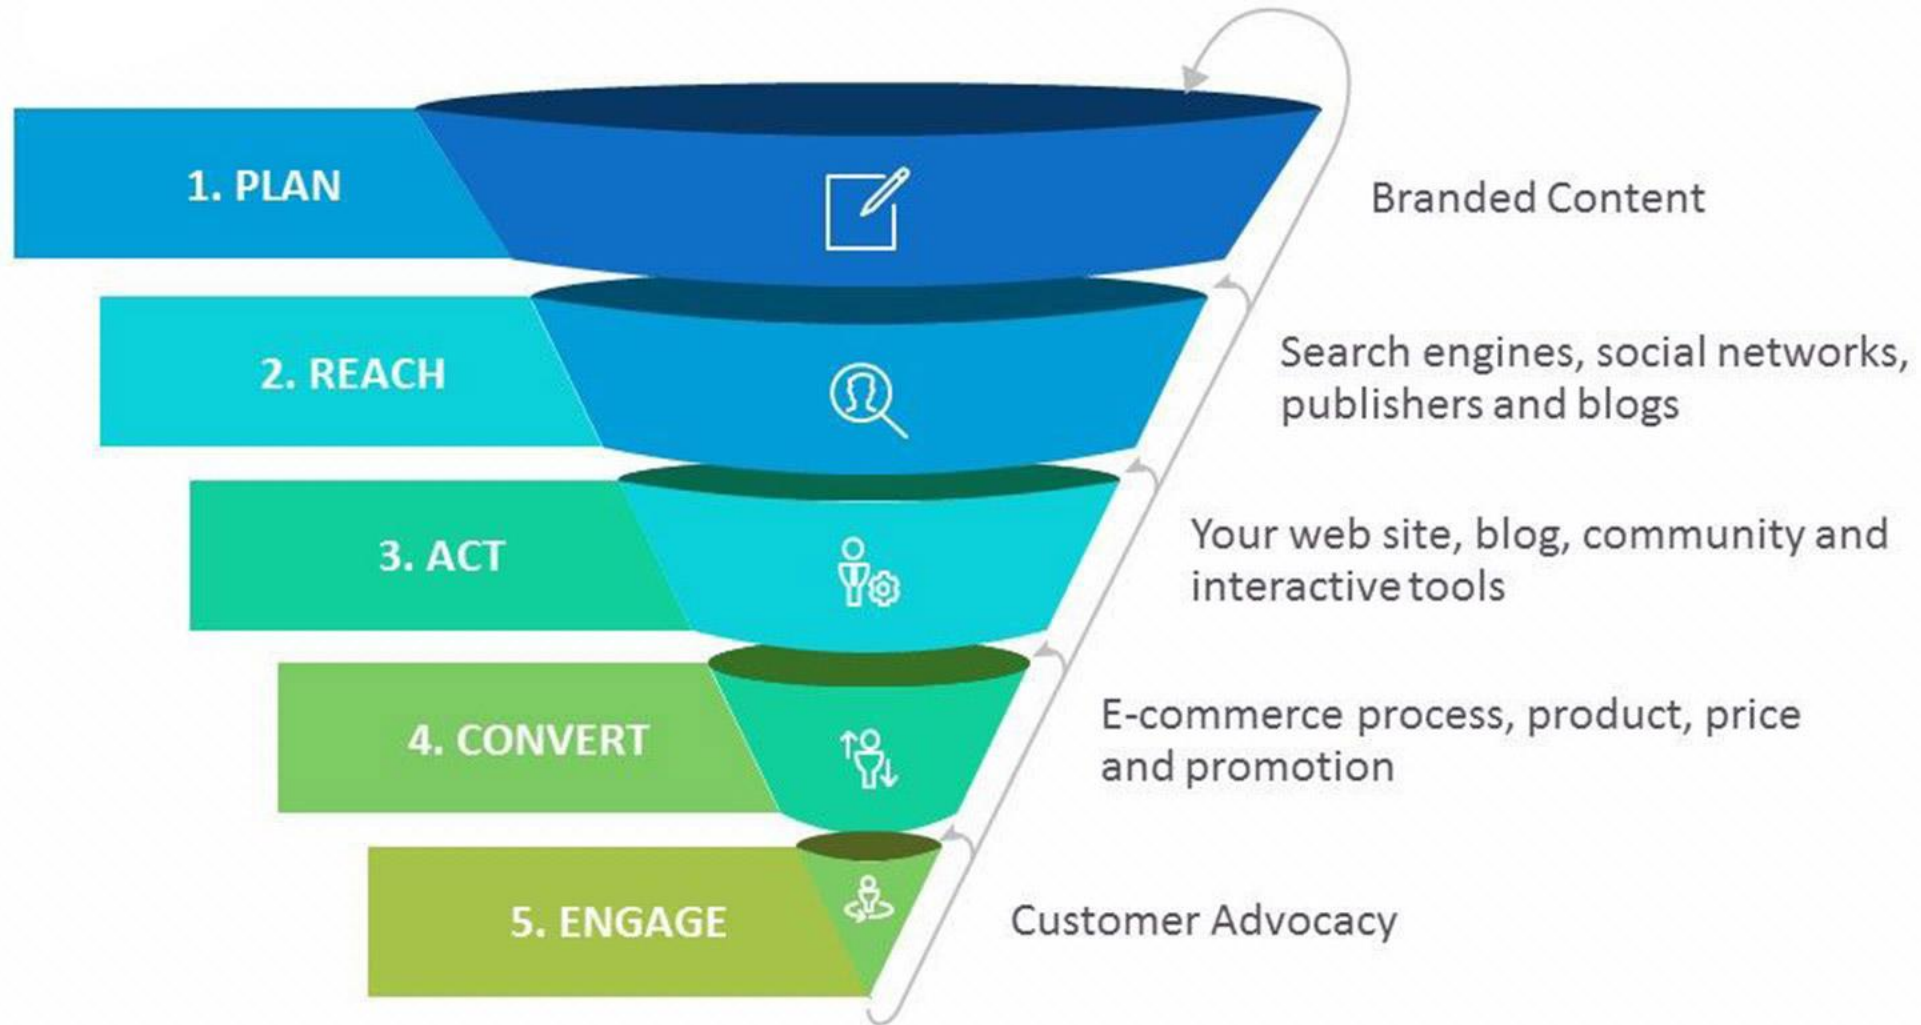 1. PLAN
Branded Content
2. REACH
Search engines, social networks,
publishers and blogs
3. ACT
Your web site, blog, community and
interactive tools
4. CONVERT
E-commerce process, product, price
and promotion
5. ENGAGE
Customer Advocacy